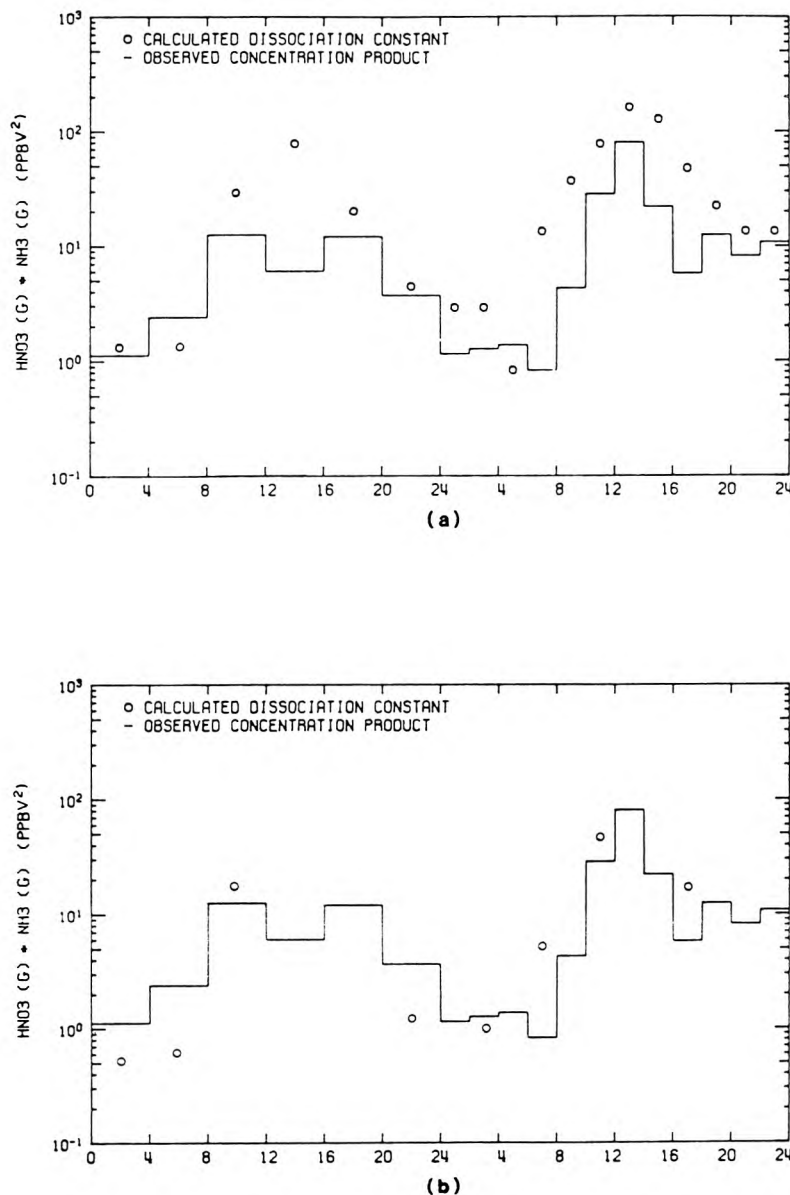 10³
10²
10¹
10⁰
10⁻¹
HNO3 (G) * NH3 (G) (PPBV²)
o CALCULATED DISSOCIATION CONSTANT
– OBSERVED CONCENTRATION PRODUCT
0 4 8 12 16 20 24 4 8 12 16 20 24
(a)
10³
10²
10¹
10⁰
10⁻¹
HNO3 (G) * NH3 (G) (PPBV²)
o CALCULATED DISSOCIATION CONSTANT
– OBSERVED CONCENTRATION PRODUCT
0 4 8 12 16 20 24 4 8 12 16 20 24
(b)